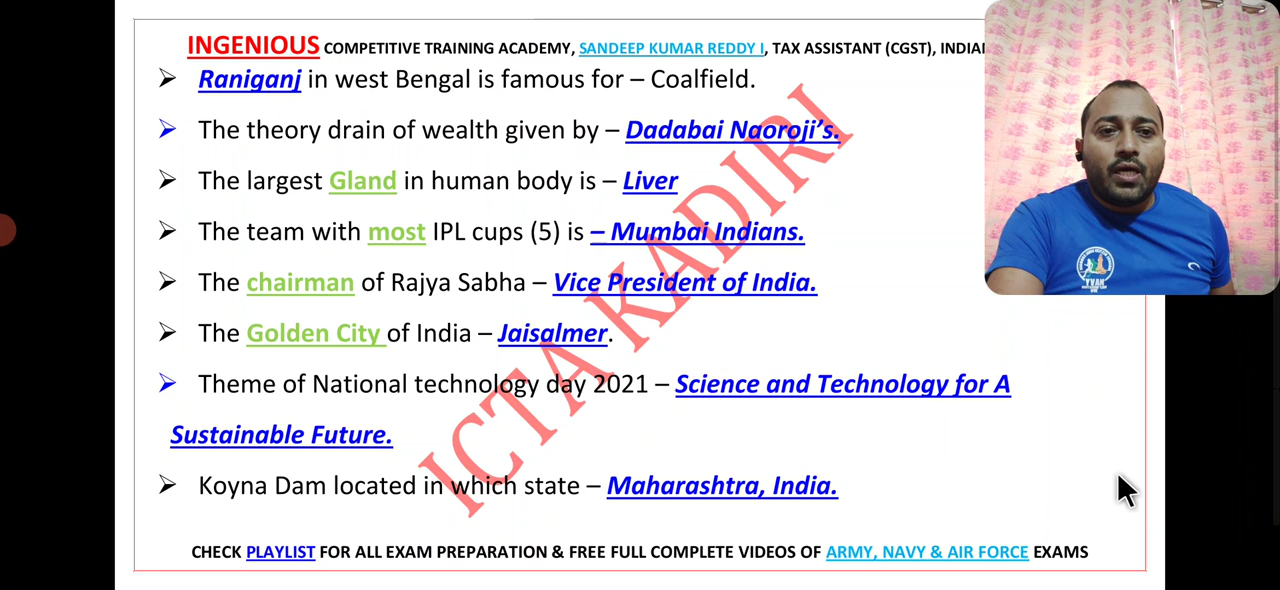 INGENIOUS COMPETITIVE TRAINING ACADEMY, SANDEEP KUMAR REDDY I, TAX ASSISTANT (CGST),
➢ Raniganj in west Bengal is famous for – Coalfield.
➢ The theory drain of wealth given by – Dadabai Naoroji's.
➢ The largest Gland in human body is – Liver
➢ The team with most IPL cups (5) is – Mumbai Indians.
➢ The chairman of Rajya Sabha – Vice President of India.
➢ The Golden City of India – Jaisalmer.
➢ Theme of National technology day 2021 – Science and Technology for A
Sustainable Future.
➢ Koyna Dam located in which state – Maharashtra, India.
ICTA KADIRI
CHECK PLAYLIST FOR ALL EXAM PREPARATION & FREE FULL COMPLETE VIDEOS OF ARMY, NAVY & AIR FORCE EXAMS